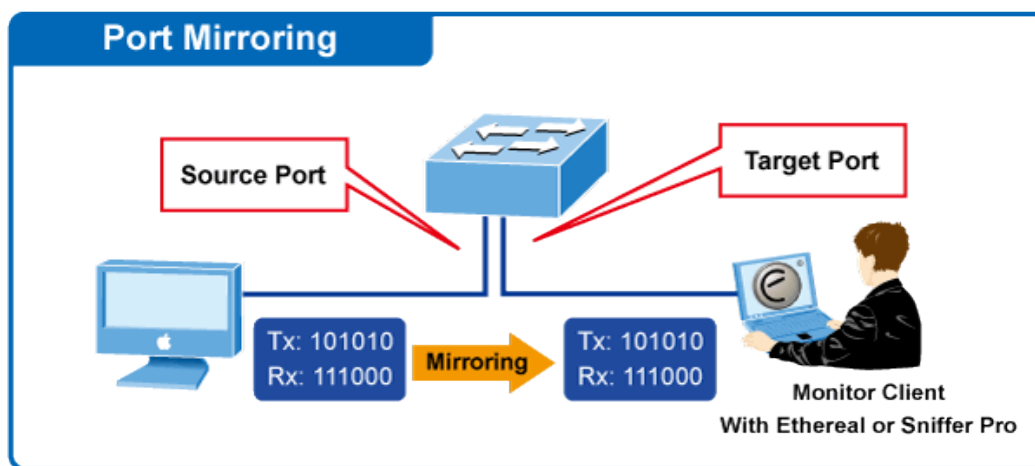 Port Mirroring
Source Port
Target Port
Tx: 101010
Rx: 111000
Mirroring
Tx: 101010
Rx: 111000
Monitor Client
With Ethereal or Sniffer Pro